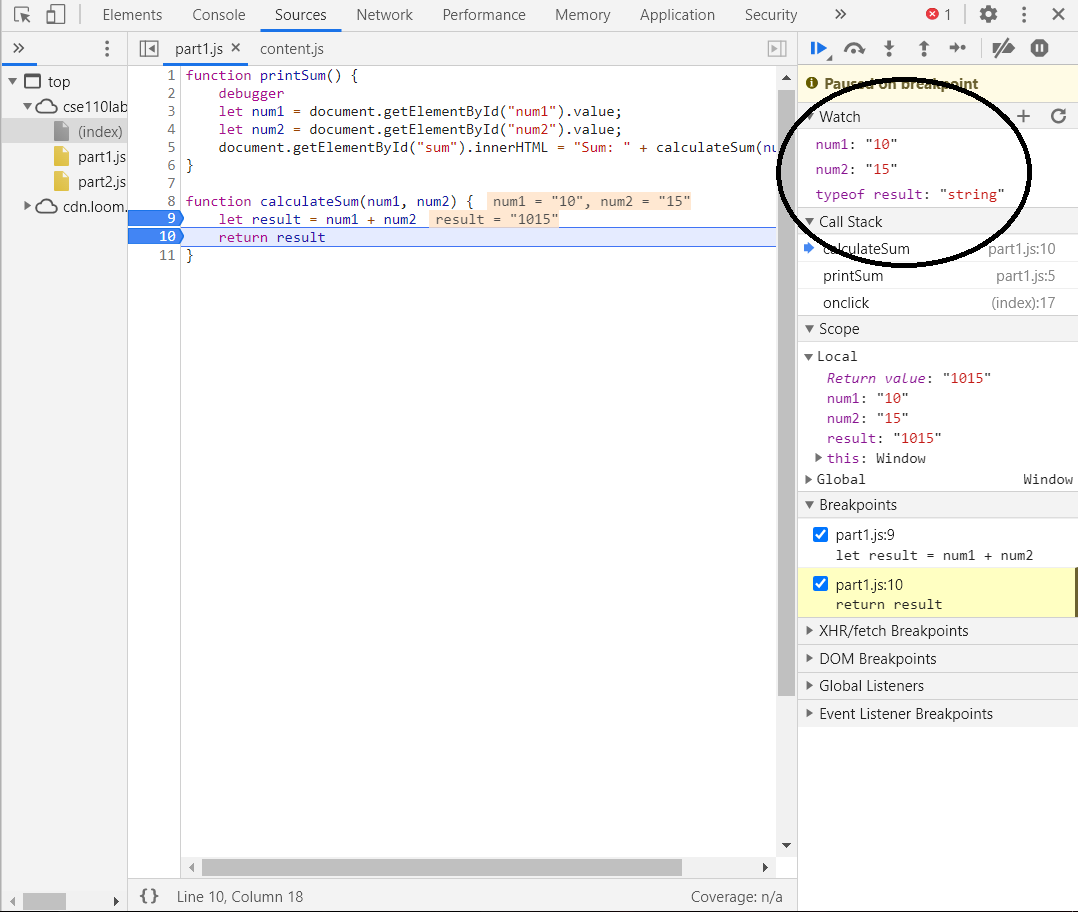 Elements Console Sources Network Performance Memory Application Security » 1
» part1.js × content.js
top
cse110lab
(index)
part1.js
part2.js
cdn.loom.
1 function printSum() {
2 debugger
3 let num1 = document.getElementById("num1").value;
4 let num2 = document.getElementById("num2").value;
5 document.getElementById("sum").innerHTML = "Sum: " + calculateSum(nu
6 }
7
8 function calculateSum(num1, num2) { num1 = "10", num2 = "15"
9 let result = num1 + num2 result = "1015"
10 return result
11 }
{} Line 10, Column 18 Coverage: n/a
Paused on breakpoint
Watch
num1: "10"
num2: "15"
typeof result: "string"
Call Stack
calculateSum part1.js:10
printSum part1.js:5
onclick (index):17
Scope
Local
Return value: "1015"
num1: "10"
num2: "15"
result: "1015"
this: Window
Global Window
Breakpoints
part1.js:9
let result = num1 + num2
part1.js:10
return result
XHR/fetch Breakpoints
DOM Breakpoints
Global Listeners
Event Listener Breakpoints